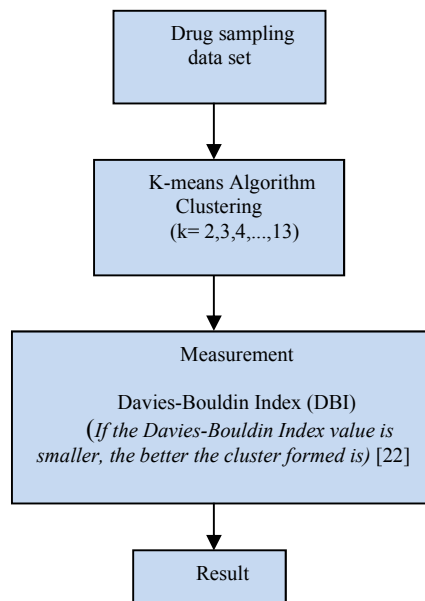 Drug sampling
data set
K-means Algorithm
Clustering
(k= 2,3,4,...,13)
Measurement
Davies-Bouldin Index (DBI)
(If the Davies-Bouldin Index value is
smaller, the better the cluster formed is) [22]
Result